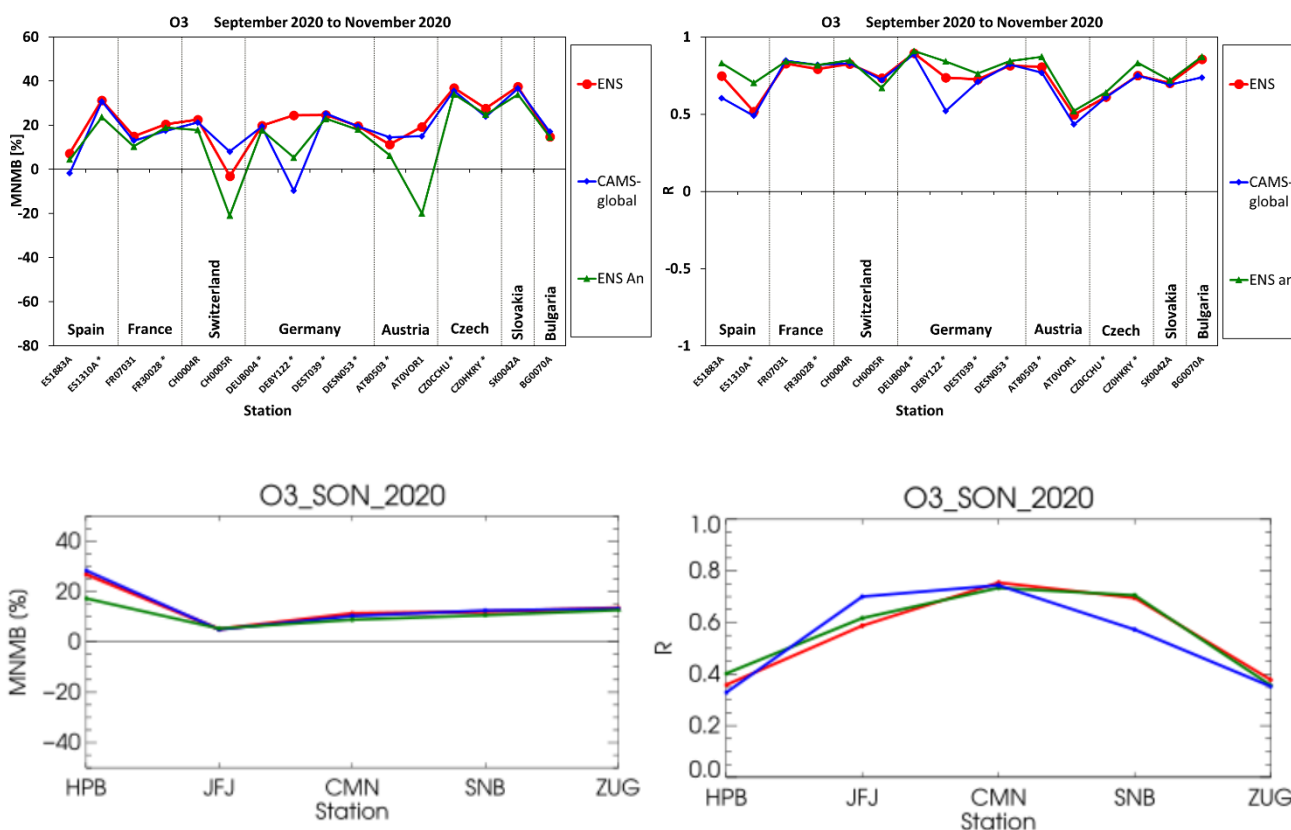 O3 September 2020 to November 2020
60
40
20
0
-20
-40
-60
-80
MNMB [%]
Spain
France
Switzerland
Germany
Austria
Czech
Slovakia
Bulgaria
ES1883A
ES1310A*
FR07031
FR30028*
CH0004R
CH0005R
DEUB004*
DEBY122*
DEST039*
DESN053*
AT80503*
AT0VOR1
CZ0CCHU*
CZ0HKRY*
SK0042A
BG0070A
Station
ENS
CAMS-
global
ENS An
O3 September 2020 to November 2020
1
0.5
0
-0.5
-1
R
Spain
France
Switzerland
Germany
Austria
Czech
Slovakia
Bulgaria
ES1883A
ES1310A*
FR07031
FR30028*
CH0004R
CH0005R
DEUB004*
DEBY122*
DEST039*
DESN053*
AT80503*
AT0VOR1
CZ0CCHU*
CZ0HKRY*
SK0042A
BG0070A
Station
ENS
CAMS-
global
ENS an
O3_SON_2020
40
20
0
-20
-40
MNMB (%)
HPB JFJ CMN SNB ZUG
Station
O3_SON_2020
1.0
0.8
0.6
0.4
0.2
0.0
R
HPB JFJ CMN SNB ZUG
Station